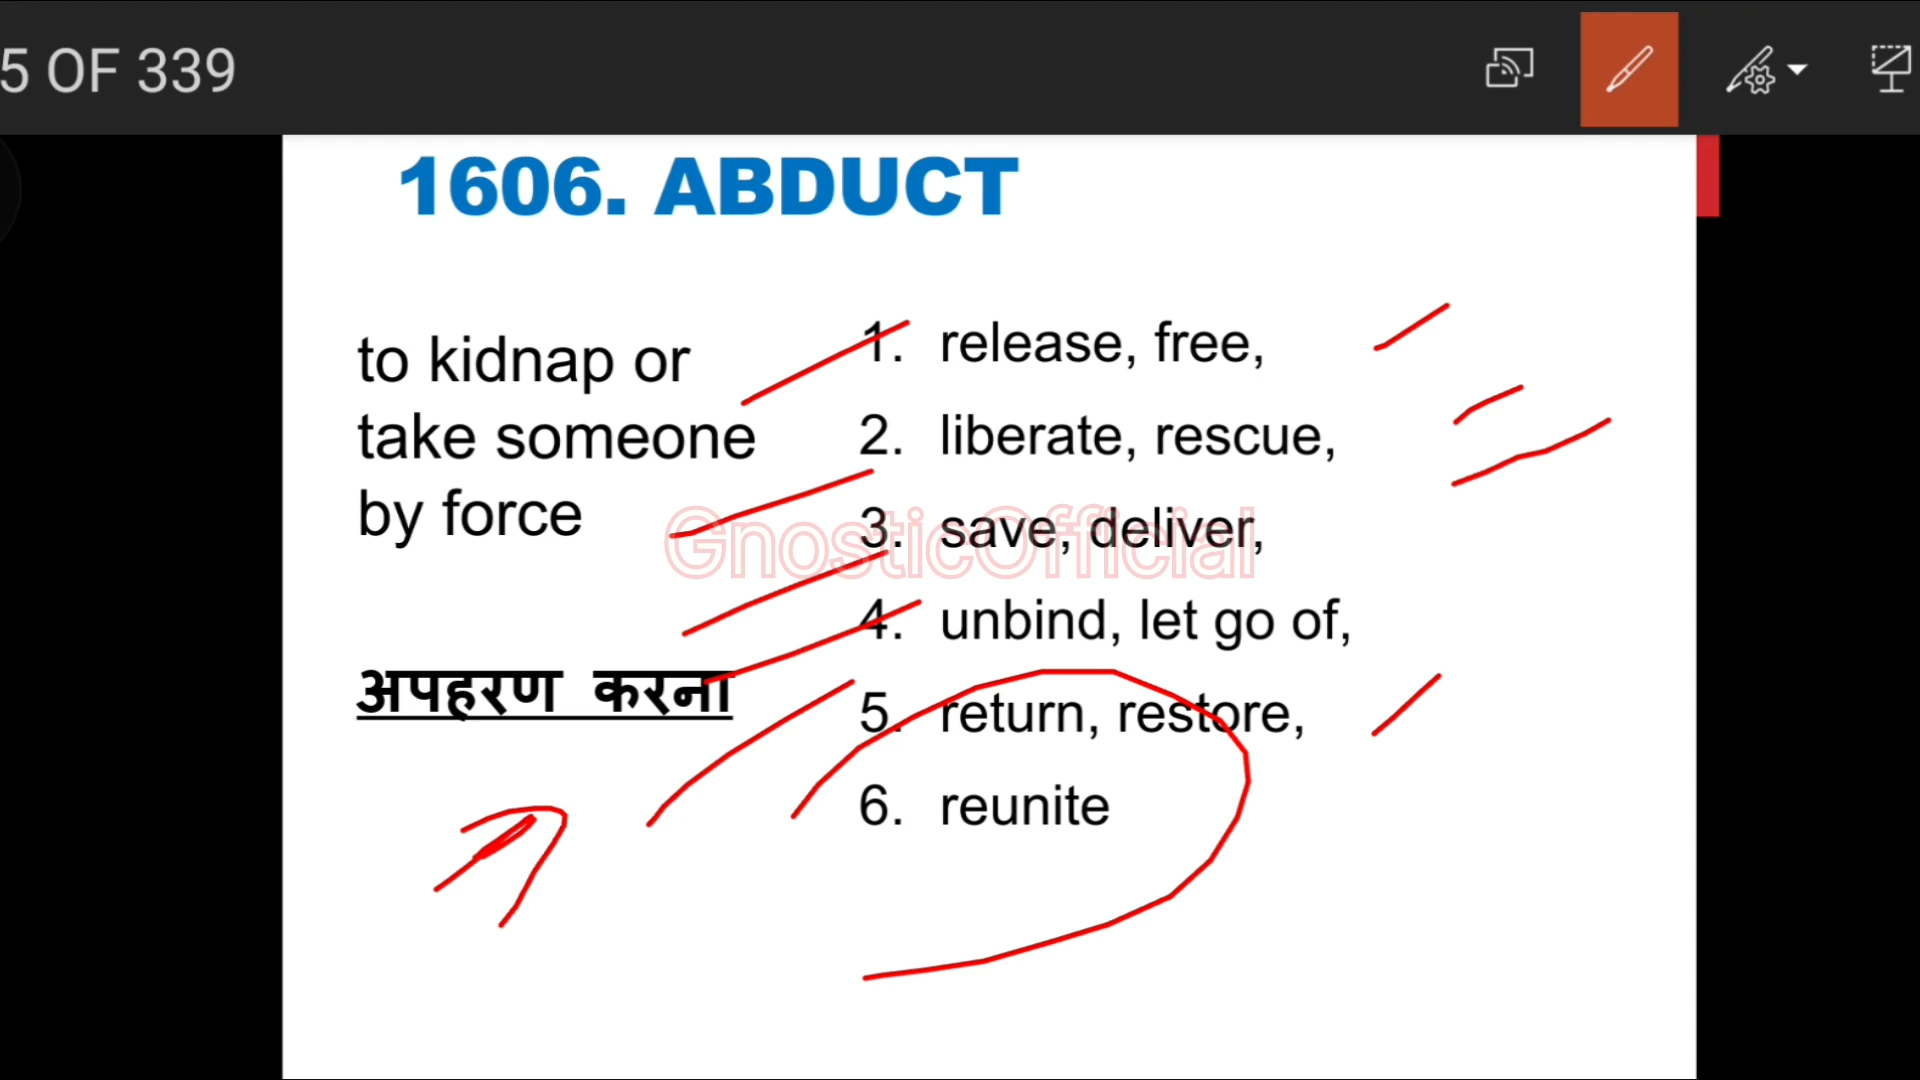 5 OF 339
1606. ABDUCT
to kidnap or
take someone
by force
अपहरण करना
1. release, free,
2. liberate, rescue,
3. save, deliver,
4. unbind, let go of,
5. return, restore,
6. reunite
GnosticOfficial